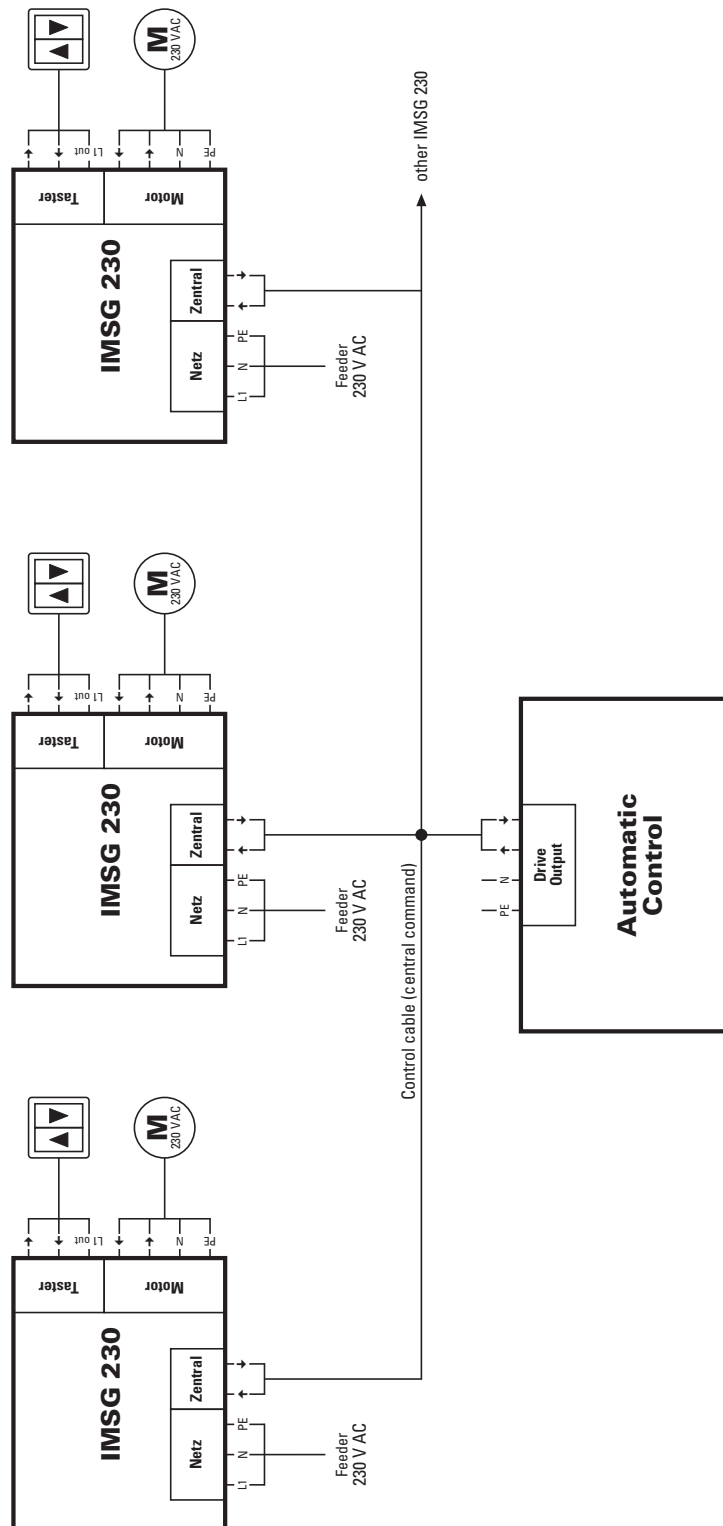 M
230 VAC
L1 out
N
PE
Taster
Motor
IMSG 230
Netz
Zentral
L1
N
PE
Feeder
230 V AC
M
230 VAC
L1 out
N
PE
Taster
Motor
IMSG 230
Netz
Zentral
L1
N
PE
Feeder
230 V AC
M
230 VAC
L1 out
N
PE
Taster
Motor
IMSG 230
Netz
Zentral
L1
N
PE
Feeder
230 V AC
Control cable (central command)
other IMSG 230
PE
N
Drive
Output
Automatic
Control